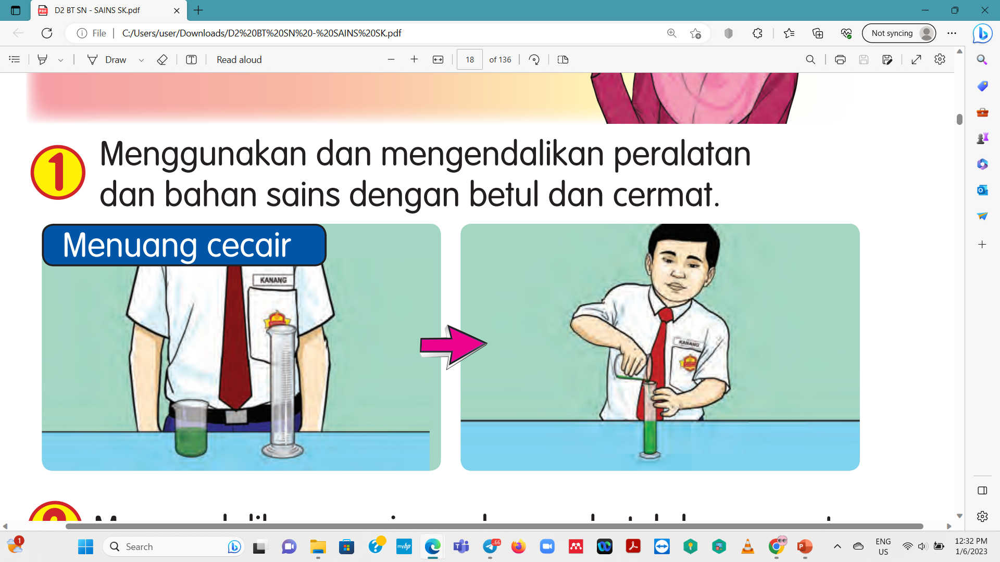 D2 BT SN - SAINS SK.pdf
File
C:/Users/user/Downloads/D2%20BT%20SN%20-%20SAINS%20SK.pdf
Not syncing
Draw
Read aloud
18
of 136
1
Menggunakan dan mengendalikan peralatan
dan bahan sains dengan betul dan cermat.
Menuang cecair
KANANG
KANANG
1
Search
myhp
.66
ENG
US
12:32 PM
1/6/2023